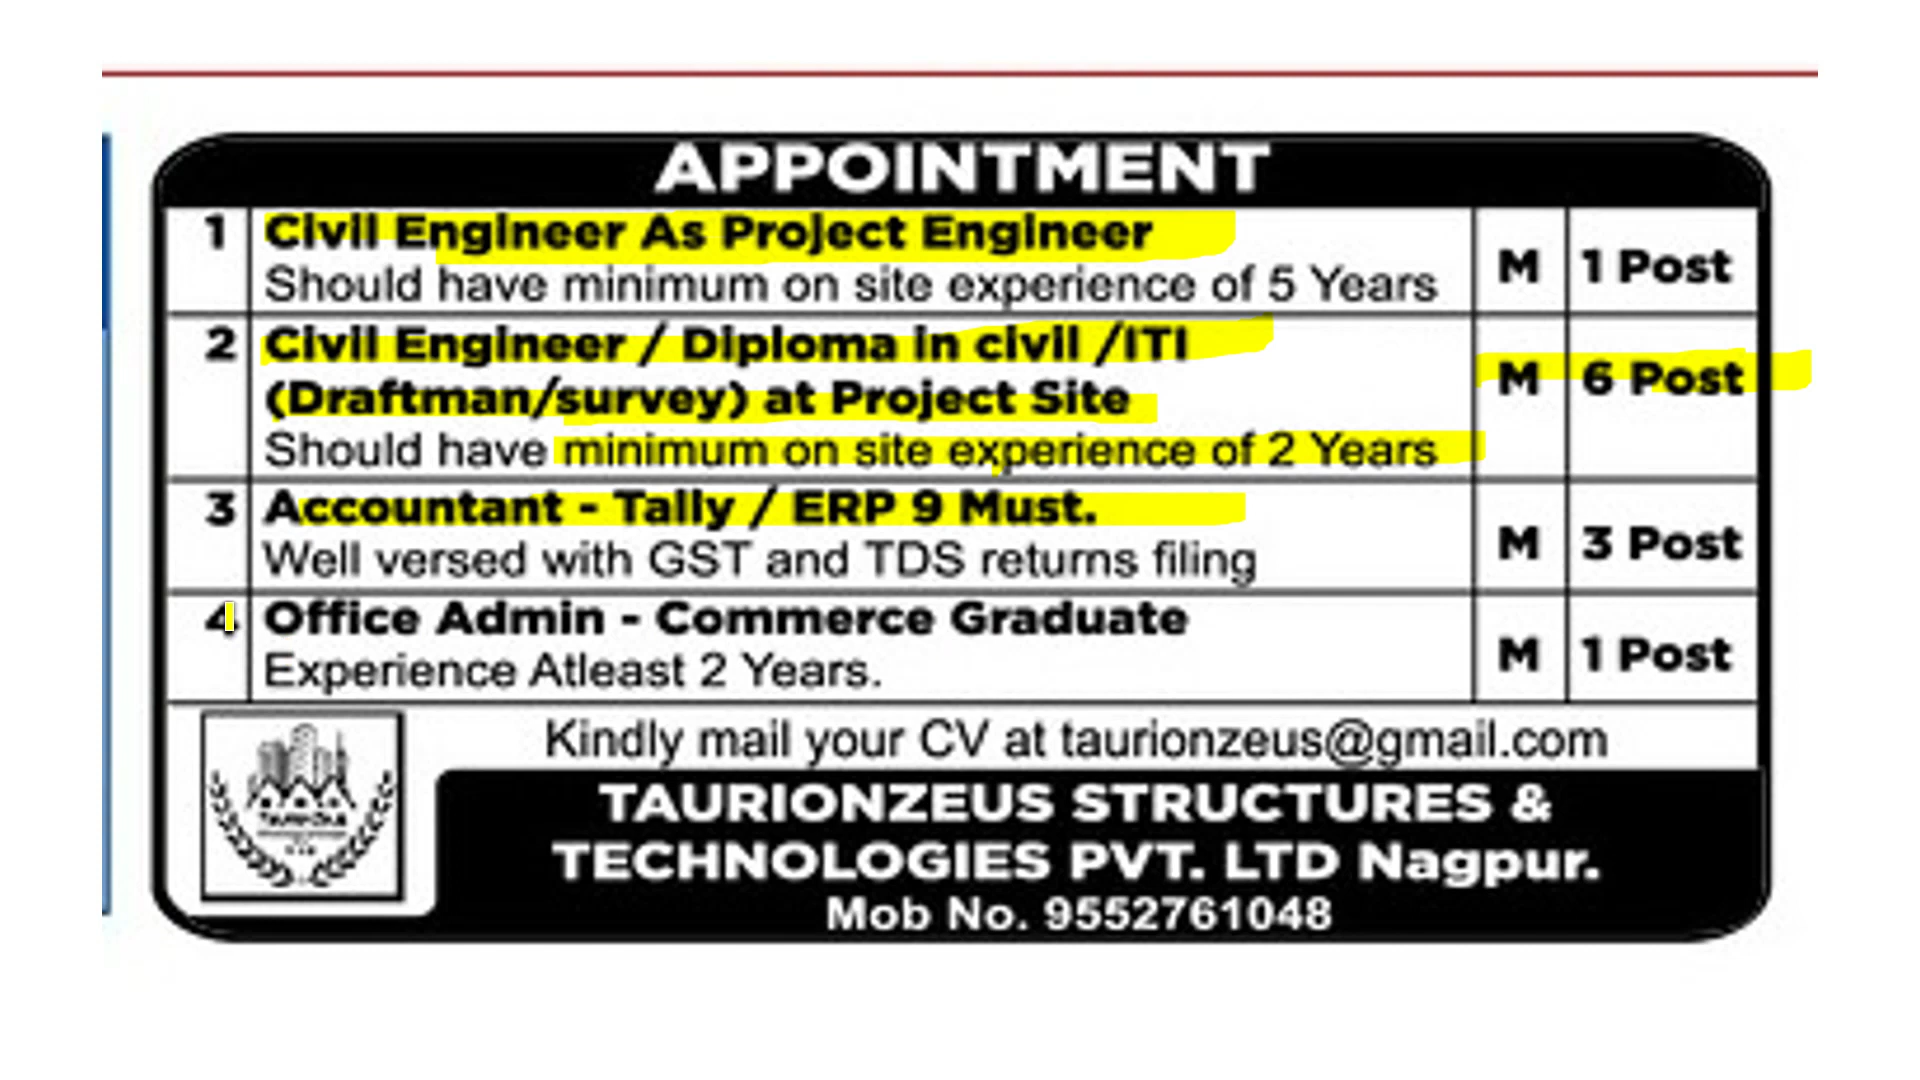 APPOINTMENT
1 Civil Engineer As Project Engineer
Should have minimum on site experience of 5 Years
M 1 Post
2 Civil Engineer / Diploma in civil /ITI
(Draftman/survey) at Project Site
Should have minimum on site experience of 2 Years
M 6 Post
3 Accountant - Tally / ERP 9 Must.
Well versed with GST and TDS returns filing
M 3 Post
4 Office Admin - Commerce Graduate
Experience Atleast 2 Years.
M 1 Post
Kindly mail your CV at taurionzeus@gmail.com
TAURIONZEUS STRUCTURES &
TECHNOLOGIES PVT. LTD Nagpur.
Mob No. 9552761048